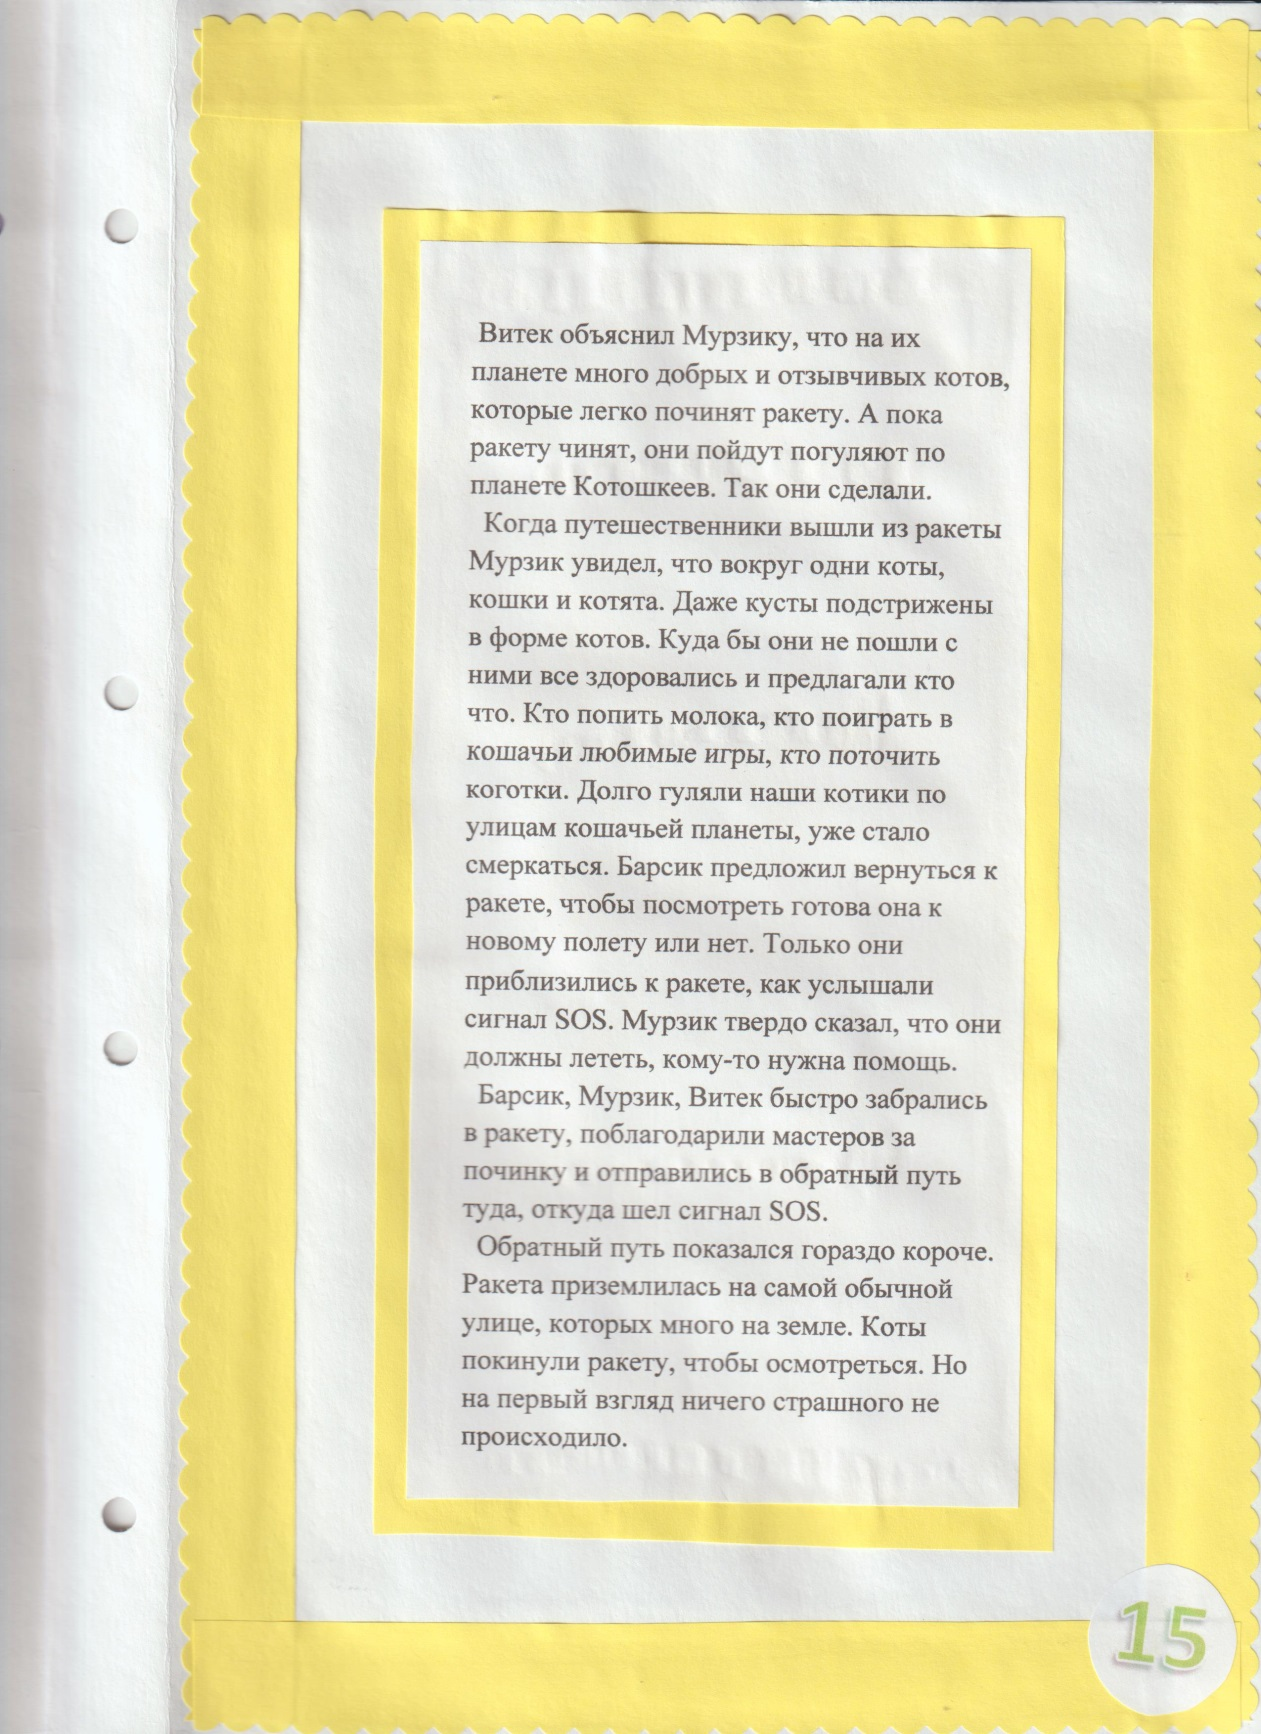 Витек объяснил Мурзику, что на их
планете много добрых и отзывчивых котов,
которые легко починят ракету. А пока
ракету чинят, они пойдут погуляют по
планете Котошкеев. Так они сделали.
Когда путешественники вышли из ракеты
Мурзик увидел, что вокруг одни коты,
кошки и котята. Даже кусты подстрижены
в форме котов. Куда бы они не пошли с
ними все здоровались и предлагали кто
что. Кто попить молока, кто поиграть в
кошачьи любимые игры, кто поточить
коготки. Долго гуляли наши котики по
улицам кошачьей планеты, уже стало
смеркаться. Барсик предложил вернуться к
ракете, чтобы посмотреть готова она к
новому полету или нет. Только они
приблизились к ракете, как услышали
сигнал SOS. Мурзик твердо сказал, что они
должны лететь, кому-то нужна помощь.
Барсик, Мурзик, Витек быстро забрались
в ракету, поблагодарили мастеров за
починку и отправились в обратный путь
туда, откуда шел сигнал SOS.
Обратный путь показался гораздо короче.
Ракета приземлилась на самой обычной
улице, которых много на земле. Коты
покинули ракету, чтобы осмотреться. Но
на первый взгляд ничего страшного не
происходило.
15